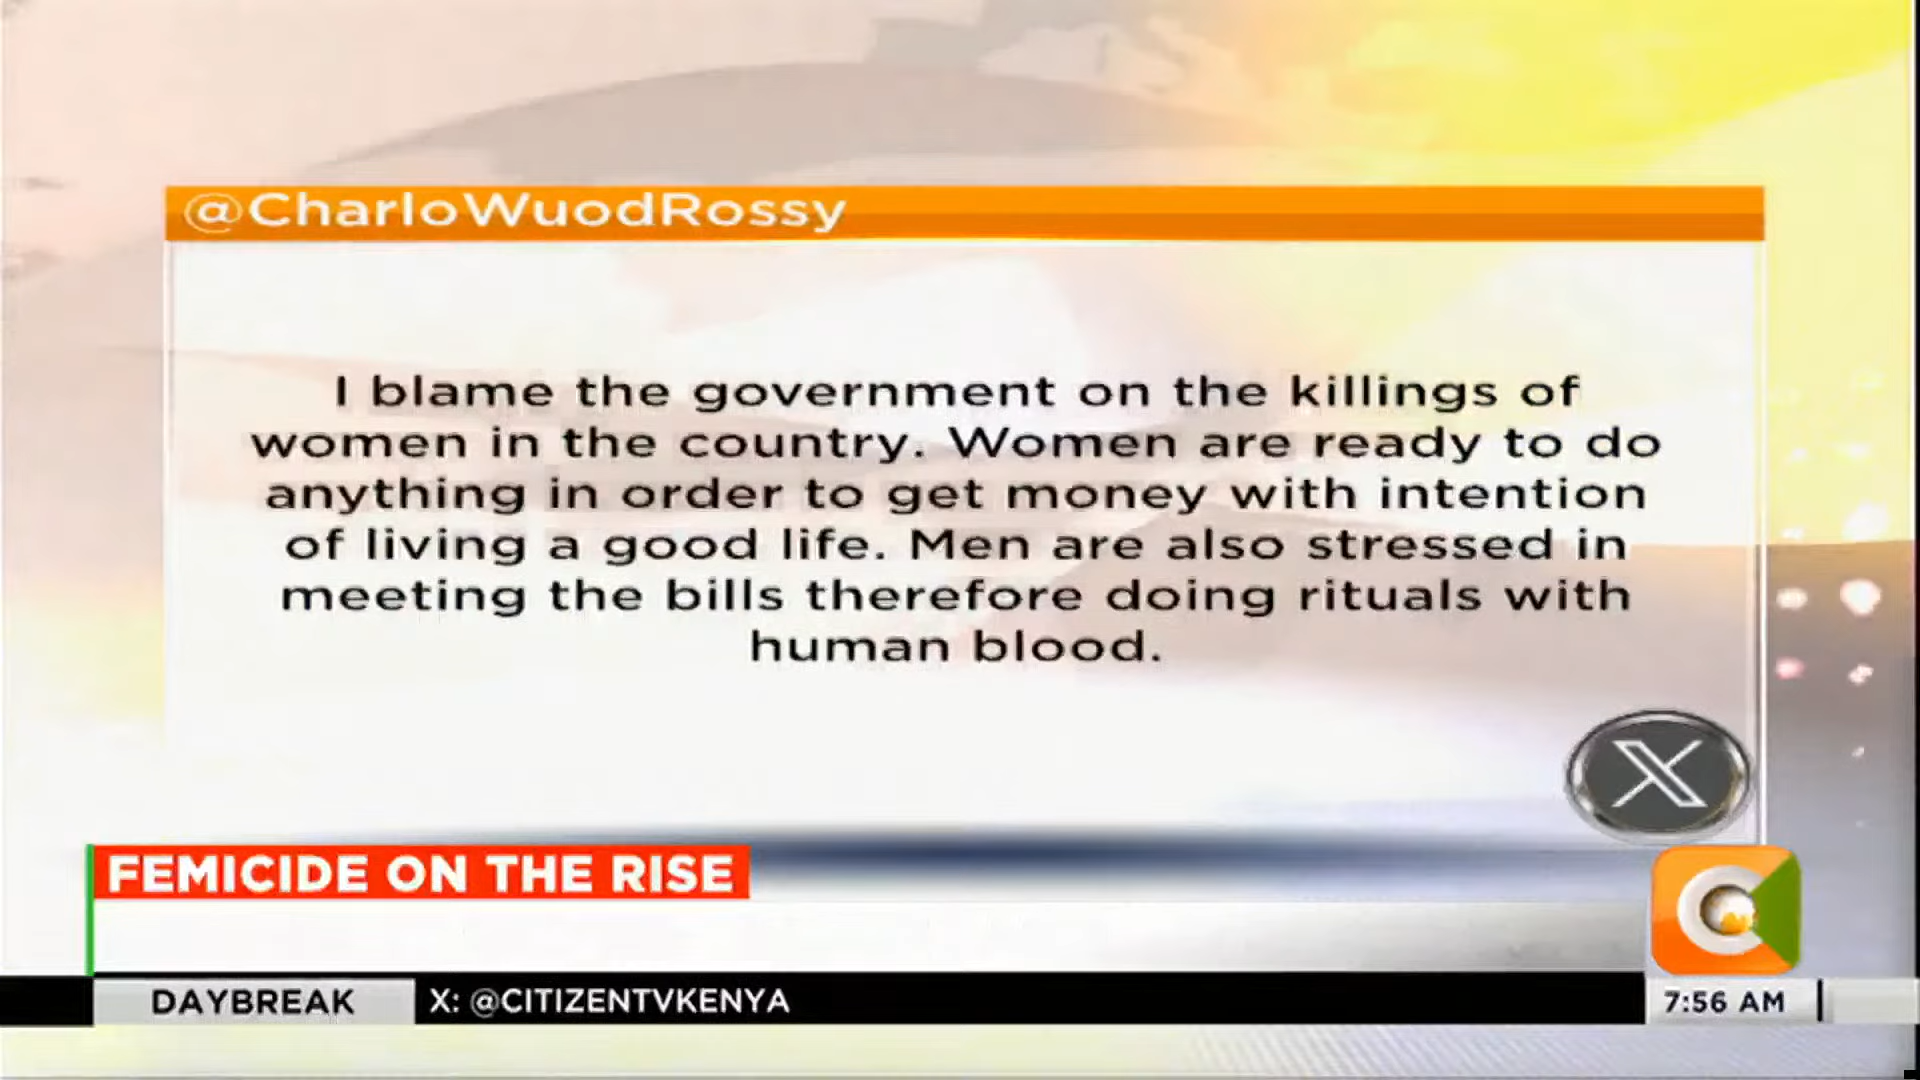 @CharloWuodRossy
I blame the government on the killings of
women in the country. Women are ready to do
anything in order to get money with intention
of living a good life. Men are also stressed in
meeting the bills therefore doing rituals with
human blood.
FEMICIDE ON THE RISE
DAYBREAK
X: @CITIZENTVKENYA
7:56 AM